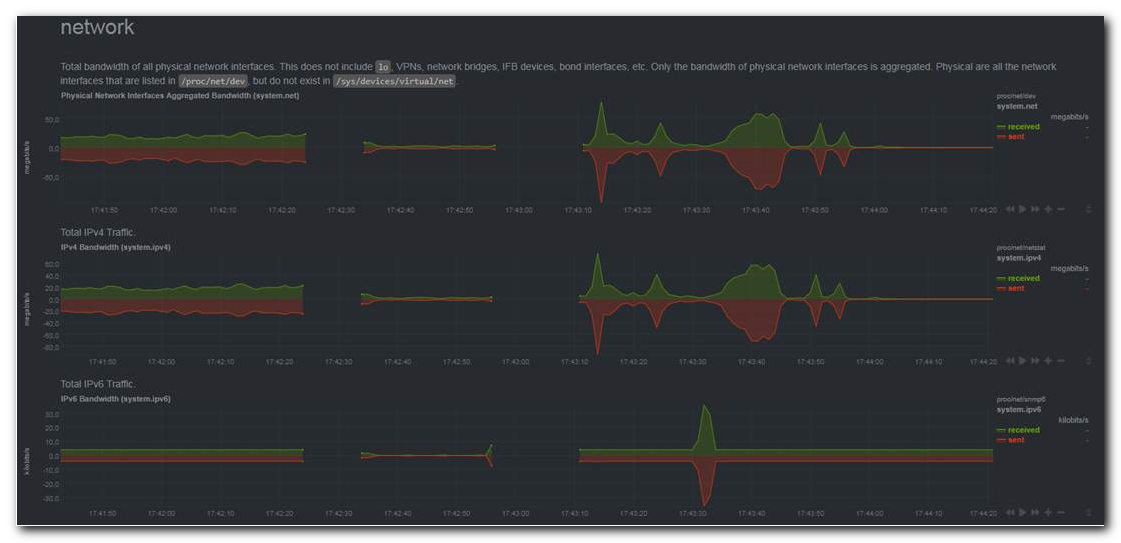 network
Total bandwidth of all physical network interfaces. This does not include lo, VPNs, network bridges, IFB devices, bond interfaces, etc. Only the bandwidth of physical network interfaces is aggregated. Physical are all the network
interfaces that are listed in /proc/net/dev, but do not exist in /sys/devices/virtual/net.
Physical Network Interfaces Aggregated Bandwidth (system.net)
proc/net/dev
system.net
megabits/s
received -
sent -
megabits/s
50.0
0.0
-50.0
17:41:50 17:42:00 17:42:10 17:42:20 17:42:30 17:42:40 17:42:50 17:43:00 17:43:10 17:43:20 17:43:30 17:43:40 17:43:50 17:44:00 17:44:10 17:44:20
Total IPv4 Traffic.
IPv4 Bandwidth (system.ipv4)
proc/net/netstat
system.ipv4
megabits/s
received -
sent -
megabits/s
60.0
40.0
20.0
0.0
-20.0
-40.0
-60.0
-80.0
17:41:50 17:42:00 17:42:10 17:42:20 17:42:30 17:42:40 17:42:50 17:43:00 17:43:10 17:43:20 17:43:30 17:43:40 17:43:50 17:44:00 17:44:10 17:44:20
Total IPv6 Traffic.
IPv6 Bandwidth (system.ipv6)
proc/net/snmp6
system.ipv6
kilobits/s
received -
sent -
kilobits/s
30.0
20.0
10.0
0.0
-10.0
-20.0
-30.0
17:41:50 17:42:00 17:42:10 17:42:20 17:42:30 17:42:40 17:42:50 17:43:00 17:43:10 17:43:20 17:43:30 17:43:40 17:43:50 17:44:00 17:44:10 17:44:20